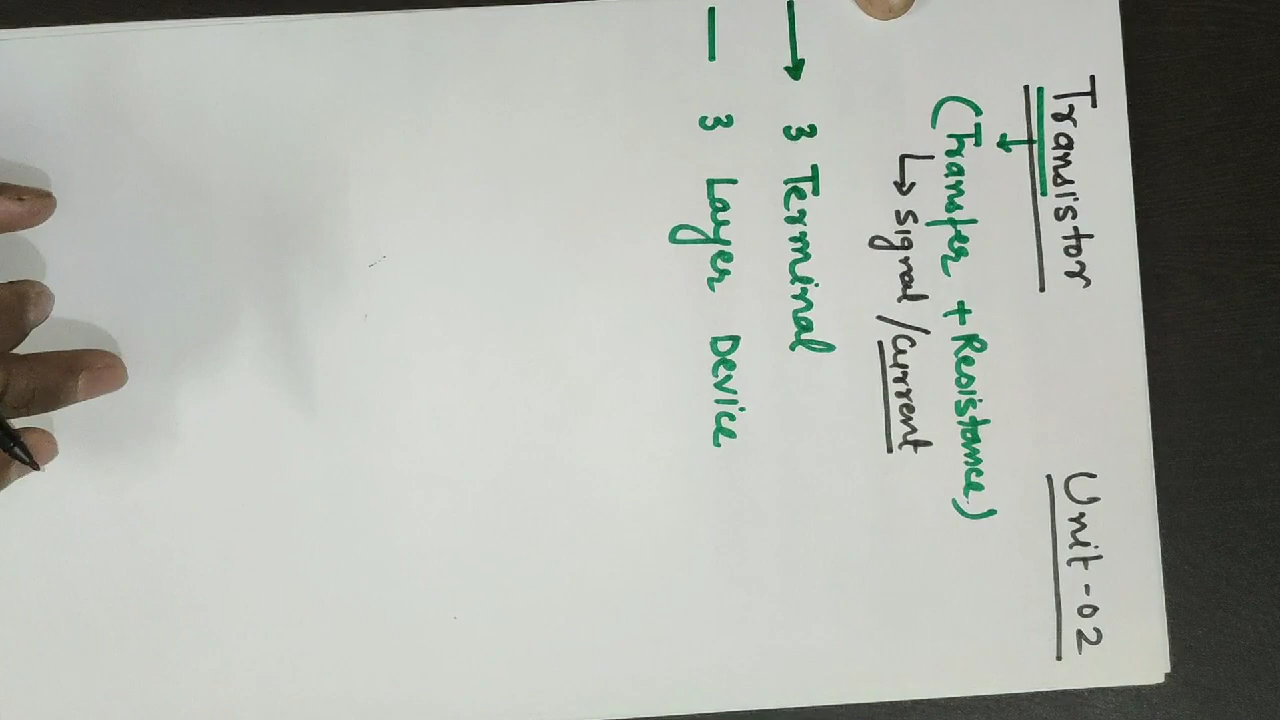 Transistor Unit-02
(Transfer + Resistance)
↳ signal / current
→ 3 Terminal
— 3 Layer Device